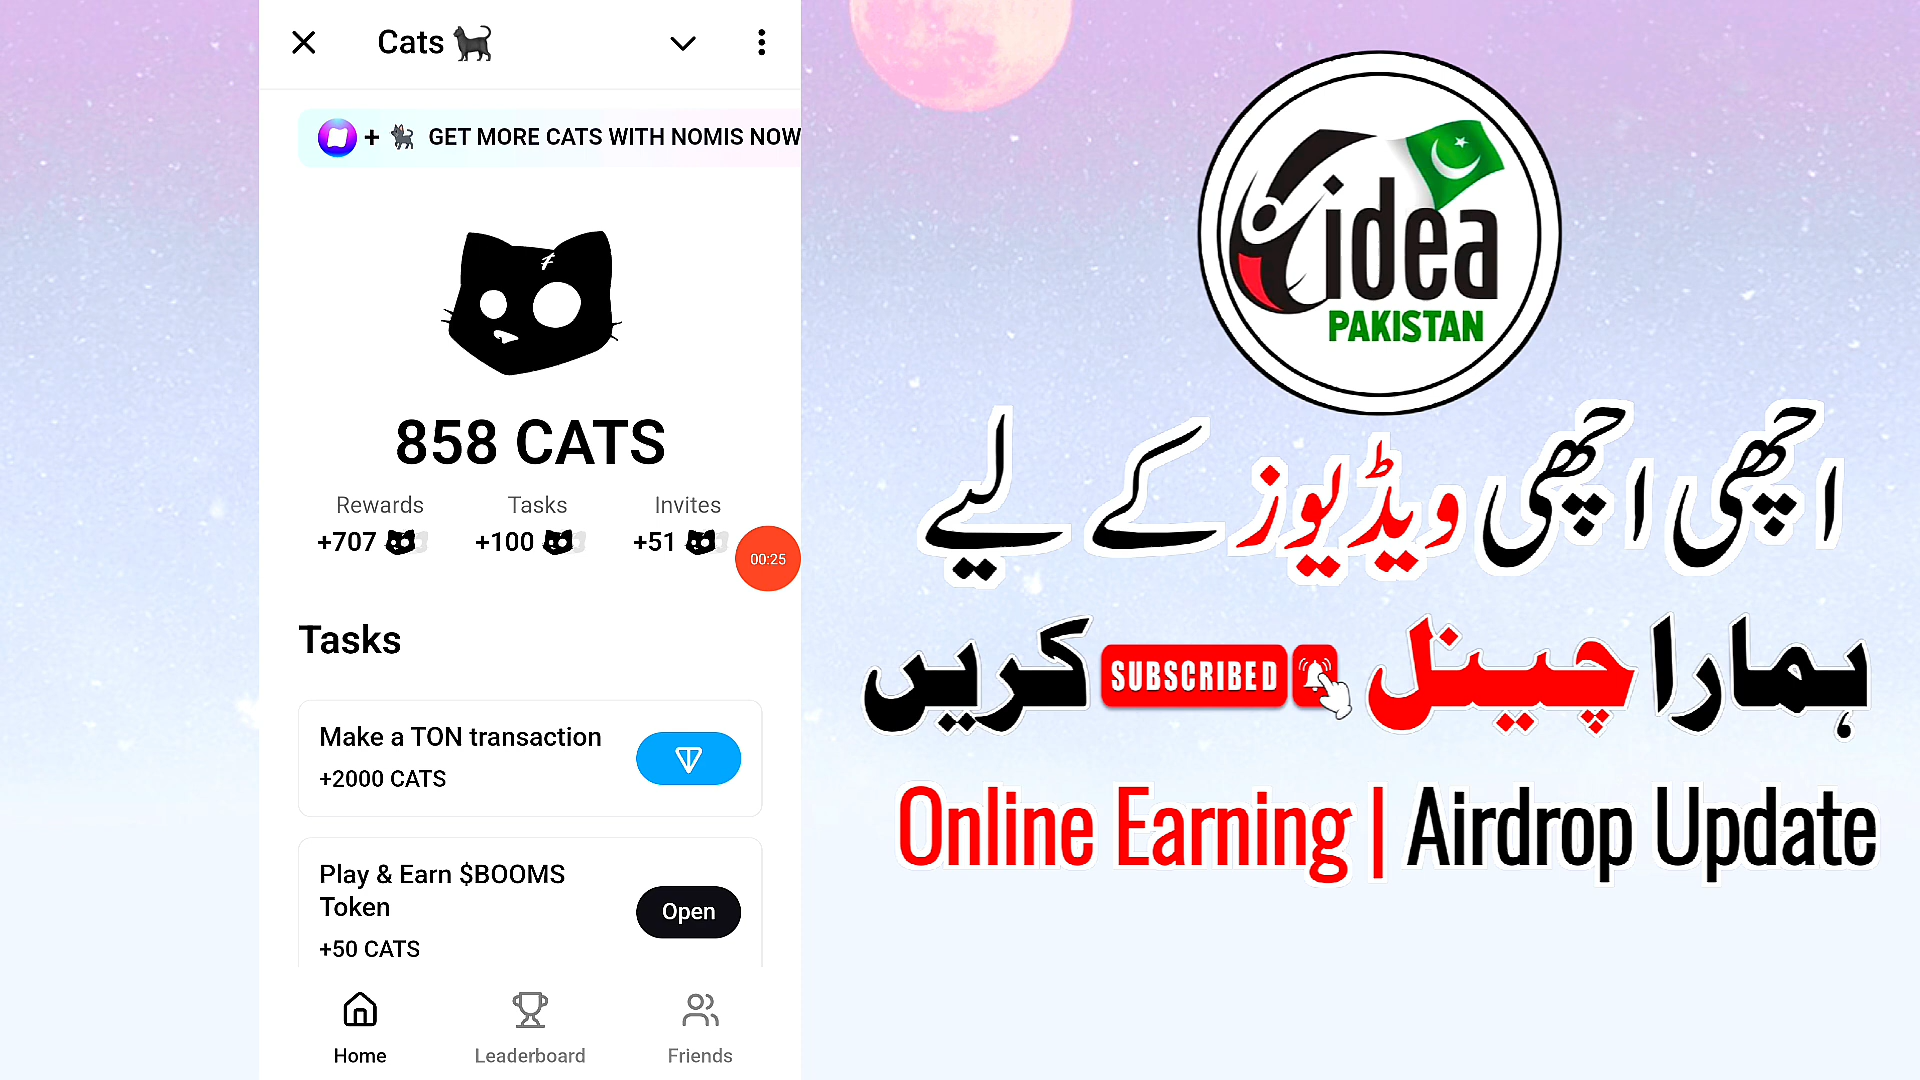 Cats
GET MORE CATS WITH NOMIS NOW
858 CATS
Rewards Tasks Invites
+707 +100 +51
00:25
Tasks
Make a TON transaction
+2000 CATS
Play & Earn $BOOMS
Token
+50 CATS
Open
Home Leaderboard Friends
idea
PAKISTAN
اچھی اچھی ویڈیوز کے لیے
ہمارا چینل SUBSCRIBED کریں
Online Earning | Airdrop Update